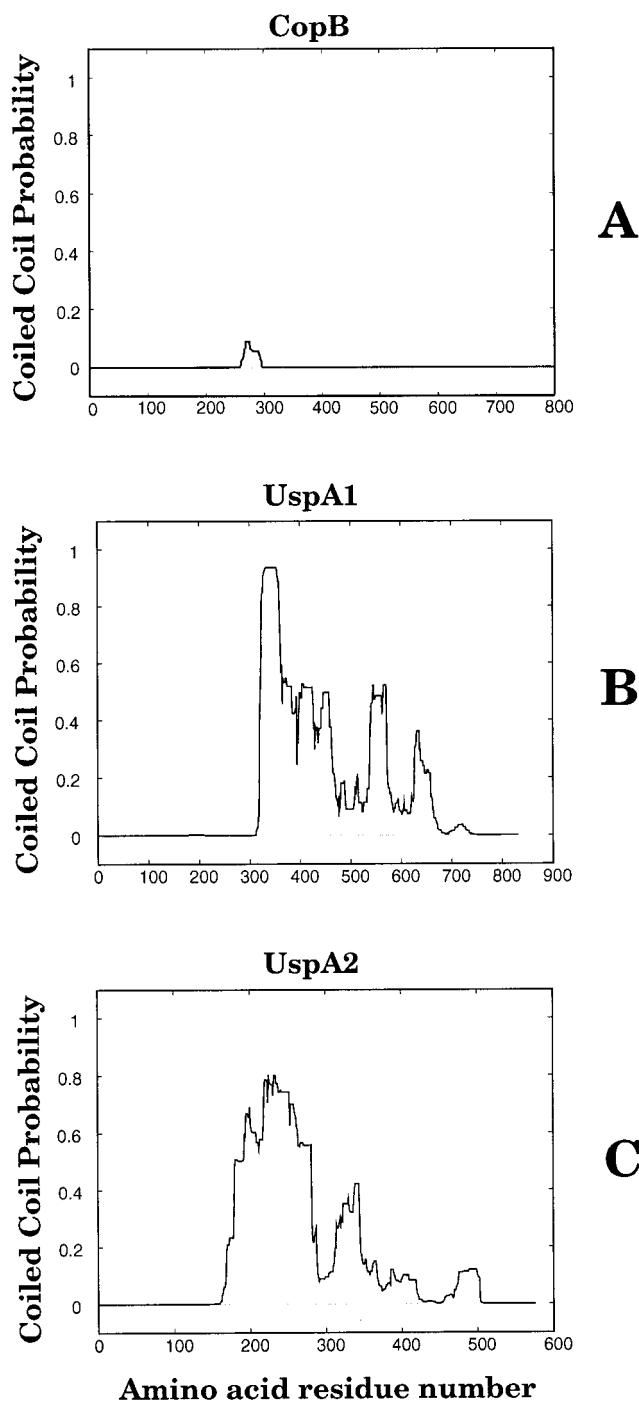 CopB
Coiled Coil Probability
1
0.8
0.6
0.4
0.2
0
0 100 200 300 400 500 600 700 800
A
UspA1
Coiled Coil Probability
1
0.8
0.6
0.4
0.2
0
0 100 200 300 400 500 600 700 800 900
B
UspA2
Coiled Coil Probability
1
0.8
0.6
0.4
0.2
0
0 100 200 300 400 500 600
C
Amino acid residue number